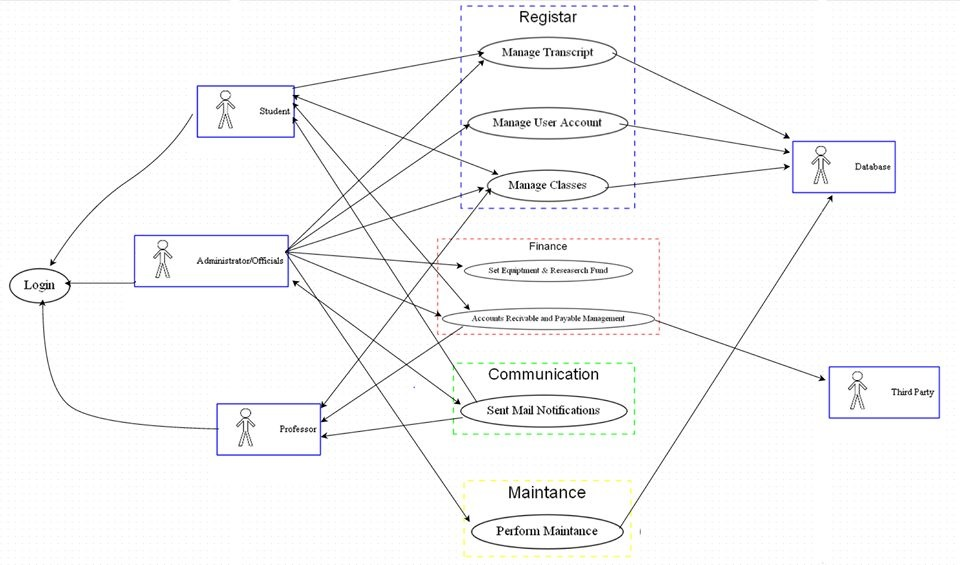 Registar
Manage Transcript
Student
Manage User Account
Database
Manage Classes
Administrator/Officials
Finance
Login
Set Equiptment & Reseaserch Fund
Accounts Recivable and Payable Management
Communication
Third Party
Sent Mail Notifications
Professor
Maintance
Perform Maintance